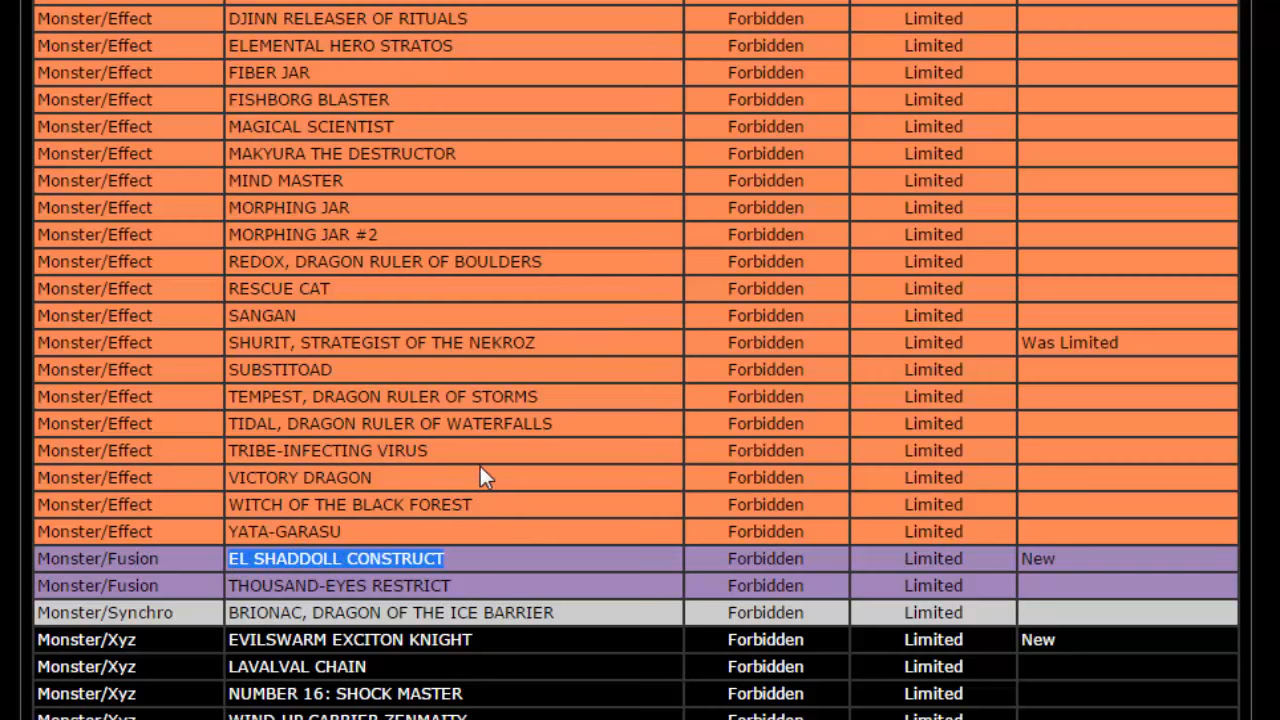 Monster/Effect DJINN RELEASER OF RITUALS Forbidden Limited
Monster/Effect ELEMENTAL HERO STRATOS Forbidden Limited
Monster/Effect FIBER JAR Forbidden Limited
Monster/Effect FISHBORG BLASTER Forbidden Limited
Monster/Effect MAGICAL SCIENTIST Forbidden Limited
Monster/Effect MAKYURA THE DESTRUCTOR Forbidden Limited
Monster/Effect MIND MASTER Forbidden Limited
Monster/Effect MORPHING JAR Forbidden Limited
Monster/Effect MORPHING JAR #2 Forbidden Limited
Monster/Effect REDOX, DRAGON RULER OF BOULDERS Forbidden Limited
Monster/Effect RESCUE CAT Forbidden Limited
Monster/Effect SANGAN Forbidden Limited
Monster/Effect SHURIT, STRATEGIST OF THE NEKROZ Forbidden Limited Was Limited
Monster/Effect SUBSTITOAD Forbidden Limited
Monster/Effect TEMPEST, DRAGON RULER OF STORMS Forbidden Limited
Monster/Effect TIDAL, DRAGON RULER OF WATERFALLS Forbidden Limited
Monster/Effect TRIBE-INFECTING VIRUS Forbidden Limited
Monster/Effect VICTORY DRAGON Forbidden Limited
Monster/Effect WITCH OF THE BLACK FOREST Forbidden Limited
Monster/Effect YATA-GARASU Forbidden Limited
Monster/Fusion EL SHADDOLL CONSTRUCT Forbidden Limited New
Monster/Fusion THOUSAND-EYES RESTRICT Forbidden Limited
Monster/Synchro BRIONAC, DRAGON OF THE ICE BARRIER Forbidden Limited
Monster/Xyz EVILSWARM EXCITON KNIGHT Forbidden Limited New
Monster/Xyz LAVALVAL CHAIN Forbidden Limited
Monster/Xyz NUMBER 16: SHOCK MASTER Forbidden Limited
Monster/Xyz WIND-UP CARRIER ZENMAITY Forbidden Limited